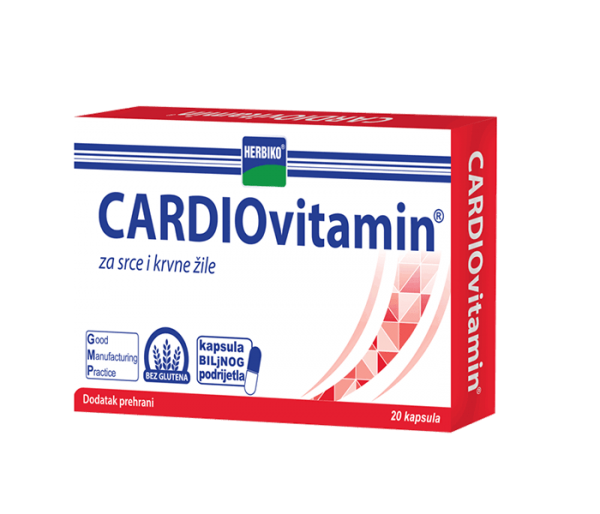 CARDIOvitamin®
HERBIKO®
CARDIOvitamin®
za srce i krvne žile
Good
Manufacturing
Practice
BEZ GLUTENA
kapsula
BILjNOG
podrijetla
Dodatak prehrani
20 kapsula
CARDIOvitamin®